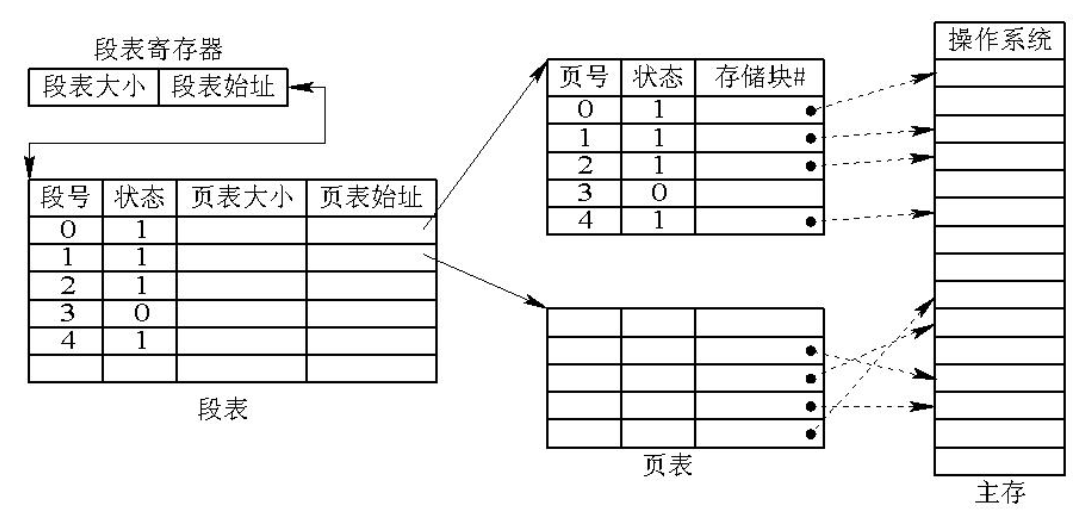 段表寄存器
段表大小 段表始址
段号 状态 页表大小 页表始址
0 1
1 1
2 1
3 0
4 1
段表
页号 状态 存储块#
0 1
1 1
2 1
3 0
4 1
页表
操作系统
主存